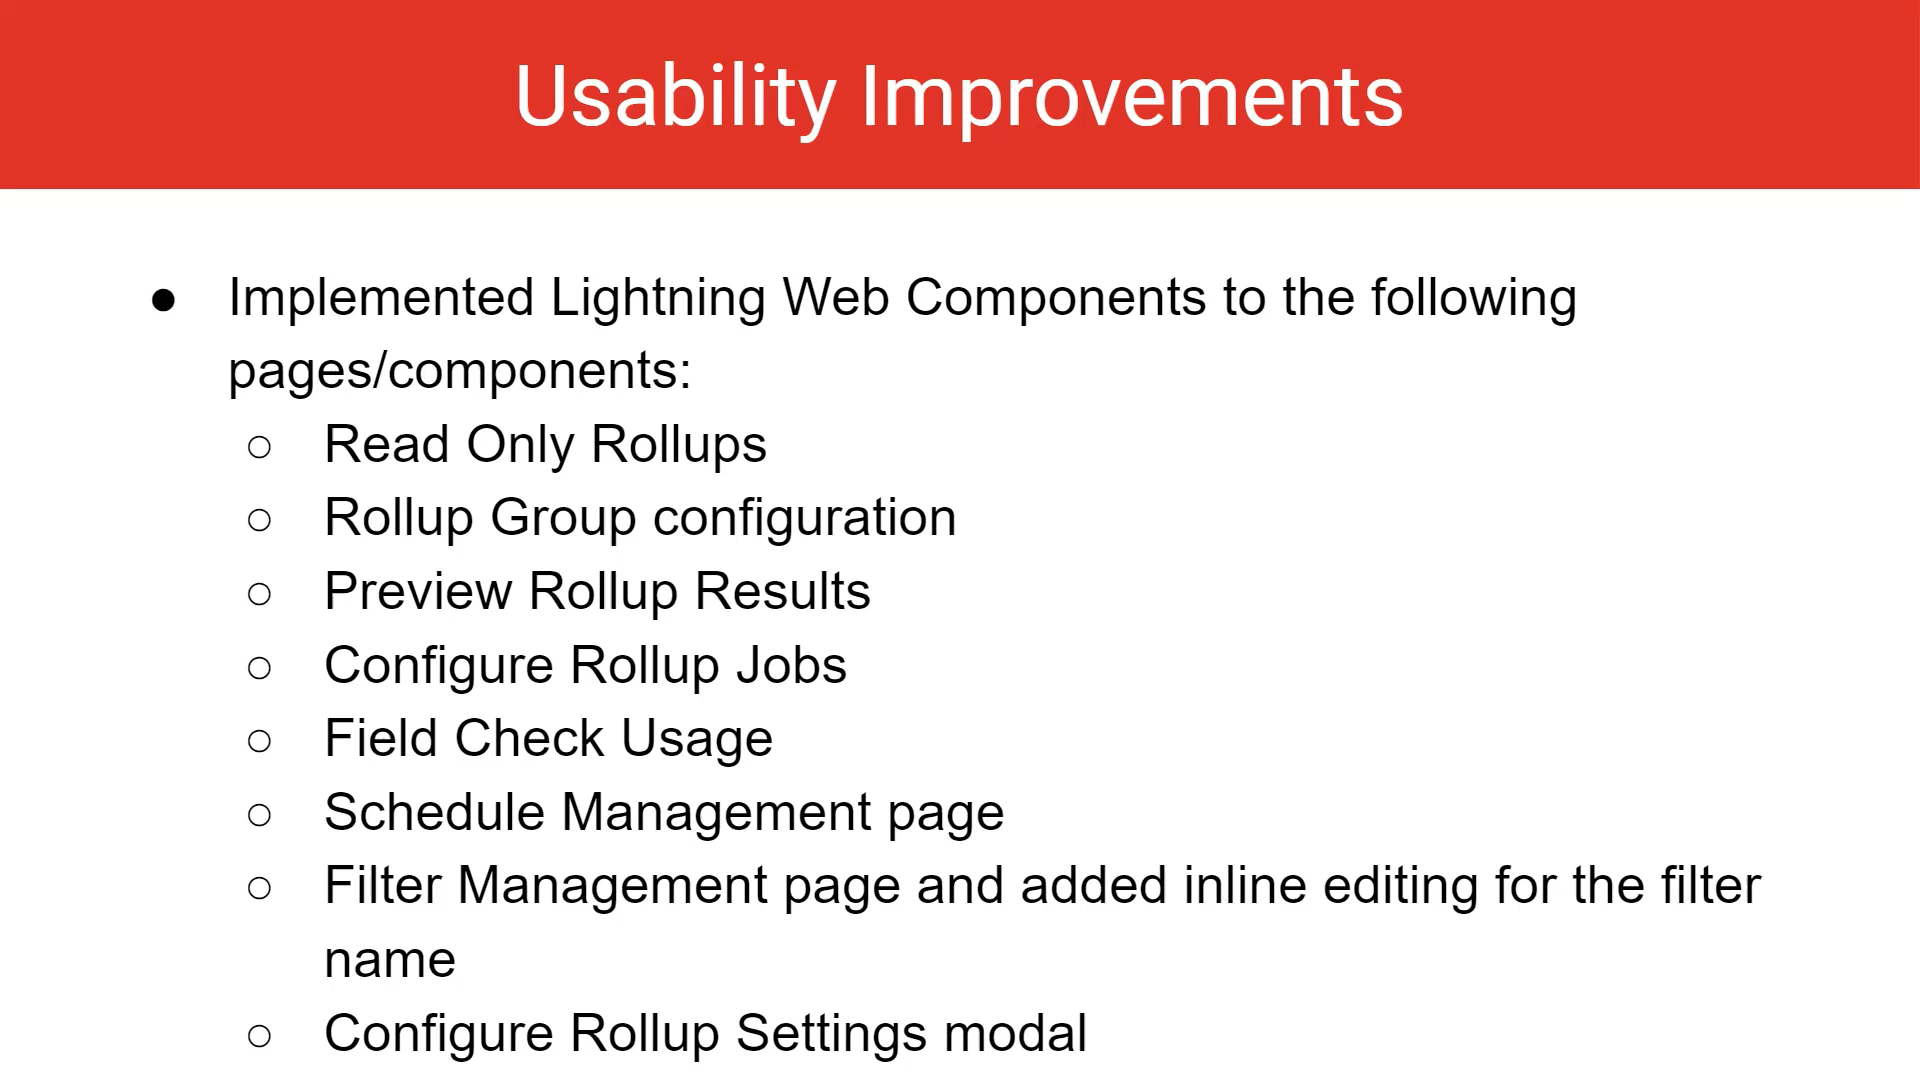 Usability Improvements
● Implemented Lightning Web Components to the following
pages/components:
○ Read Only Rollups
○ Rollup Group configuration
○ Preview Rollup Results
○ Configure Rollup Jobs
○ Field Check Usage
○ Schedule Management page
○ Filter Management page and added inline editing for the filter
name
○ Configure Rollup Settings modal